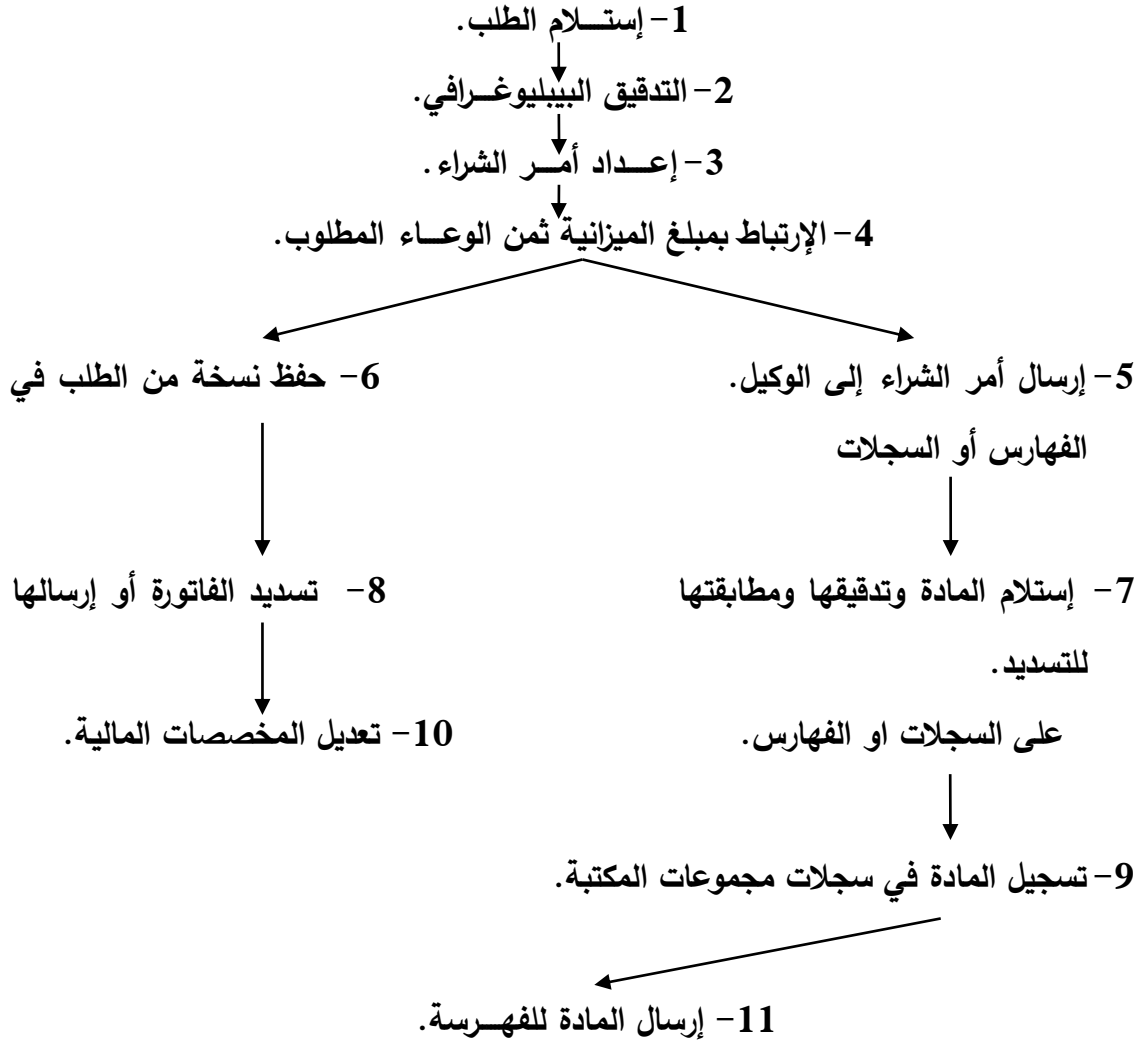 1- إستــلام الطلب.
2- التدقيق البيبليوغــرافي.
3- إعــداد أمــر الشراء.
4- الإرتباط بمبلغ الميزانية ثمن الوعــاء المطلوب.
5- إرسال أمر الشراء إلى الوكيل. 6- حفظ نسخة من الطلب في
الفهارس أو السجلات
7- إستلام المادة وتدقيقها ومطابقتها 8- تسديد الفاتورة أو إرسالها
للتسديد.
على السجلات او الفهارس. 10- تعديل المخصصات المالية.
9- تسجيل المادة في سجلات مجموعات المكتبة.
11- إرسال المادة للفهــرسة.